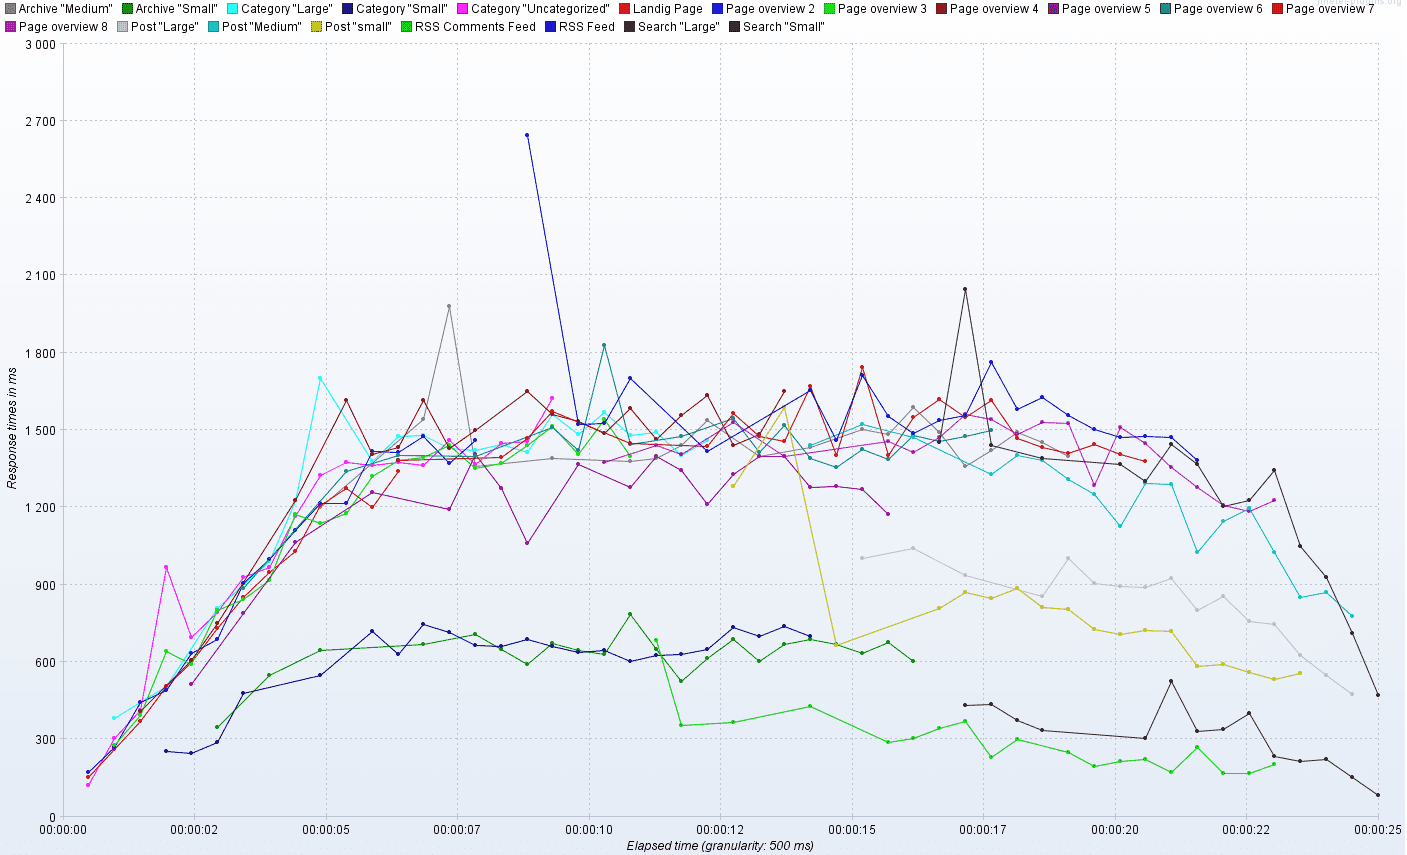 Archive "Medium" Archive "Small" Category "Large" Category "Small" Category "Uncategorized" Landig Page Page overview 2 Page overview 3 Page overview 4 Page overview 5 Page overview 6 Page overview 7
Page overview 8 Post "Large" Post "Medium" Post "small" RSS Comments Feed RSS Feed Search "Large" Search "Small"
3 000
2 700
2 400
2 100
1 800
1 500
1 200
900
600
300
0
Response times in ms
00:00:00 00:00:02 00:00:05 00:00:07 00:00:10 00:00:12 00:00:15 00:00:17 00:00:20 00:00:22 00:00:25
Elapsed time (granularity: 500 ms)